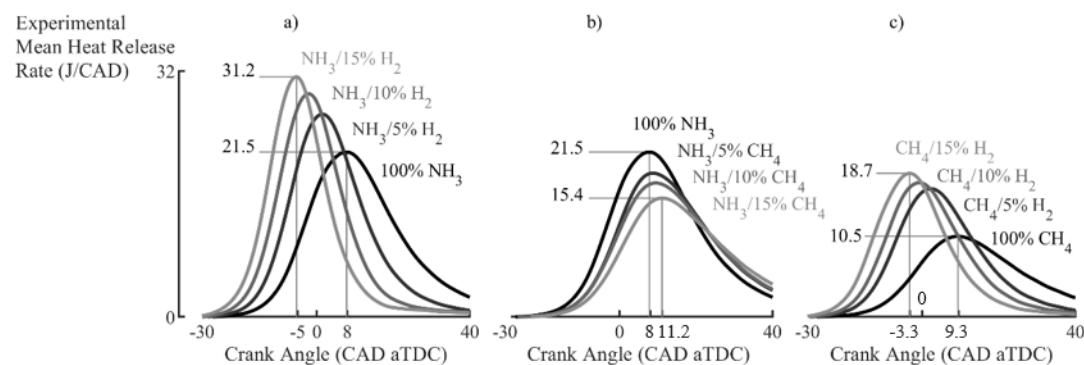 Experimental
Mean Heat Release
Rate (J/CAD)
32
0
a)
31.2
21.5
NH3/15% H2
NH3/10% H2
NH3/5% H2
100% NH3
-30
-5
0
8
40
Crank Angle (CAD aTDC)
b)
21.5
15.4
100% NH3
NH3/5% CH4
NH3/10% CH4
NH3/15% CH4
-30
0
8
11.2
40
Crank Angle (CAD aTDC)
c)
18.7
10.5
CH4/15% H2
CH4/10% H2
CH4/5% H2
100% CH4
0
-30
-3.3
9.3
40
Crank Angle (CAD aTDC)